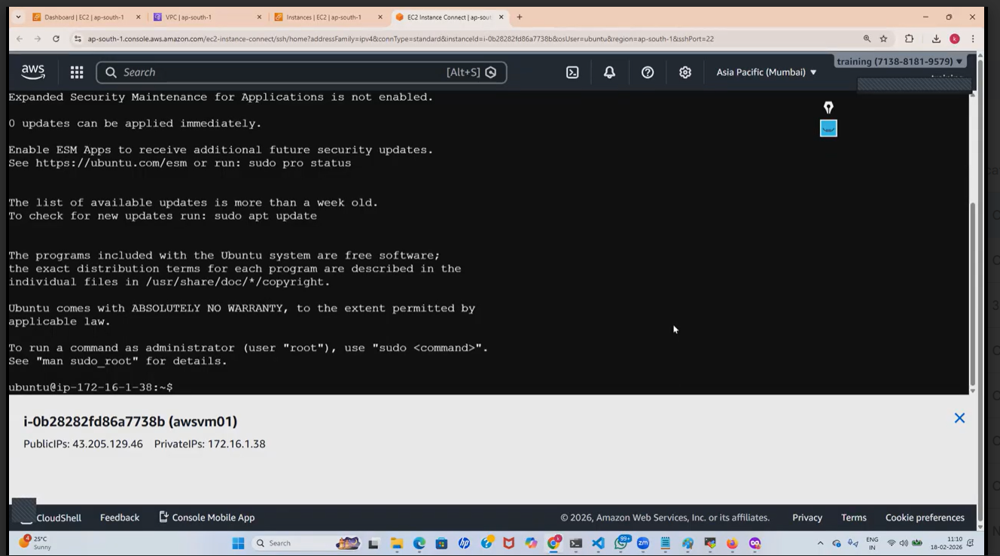 Dashboard | EC2 | ap-south-1
VPC | ap-south-1
Instances | EC2 | ap-south-1
EC2 Instance Connect | ap-sout
ap-south-1.console.aws.amazon.com/ec2-instance-connect/ssh/home?addressFamily=ipv4&connType=standard&instanceId=i-0b28282fd86a7738b&osUser=ubuntu&region=ap-south-1&sshPort=22
k
aws
Search
[Alt+S]
Asia Pacific (Mumbai)
training (7138-8181-9579)
Expanded Security Maintenance for Applications is not enabled.
0 updates can be applied immediately.
Enable ESM Apps to receive additional future security updates.
See https://ubuntu.com/esm or run: sudo pro status
The list of available updates is more than a week old.
To check for new updates run: sudo apt update
The programs included with the Ubuntu system are free software;
the exact distribution terms for each program are described in the
individual files in /usr/share/doc/*/copyright.
Ubuntu comes with ABSOLUTELY NO WARRANTY, to the extent permitted by
applicable law.
To run a command as administrator (user "root"), use "sudo <command>".
See "man sudo_root" for details.
ubuntu@ip-172-16-1-38:~$
i-0b28282fd86a7738b (awsvm01)
PublicIPs: 43.205.129.46 PrivateIPs: 172.16.1.38
CloudShell
Feedback
Console Mobile App
© 2026, Amazon Web Services, Inc. or its affiliates.
Privacy
Terms
Cookie preferences
4
25°C
Sunny
Search
hp
99+
zm
ENG
IN
11:10
18-02-2026